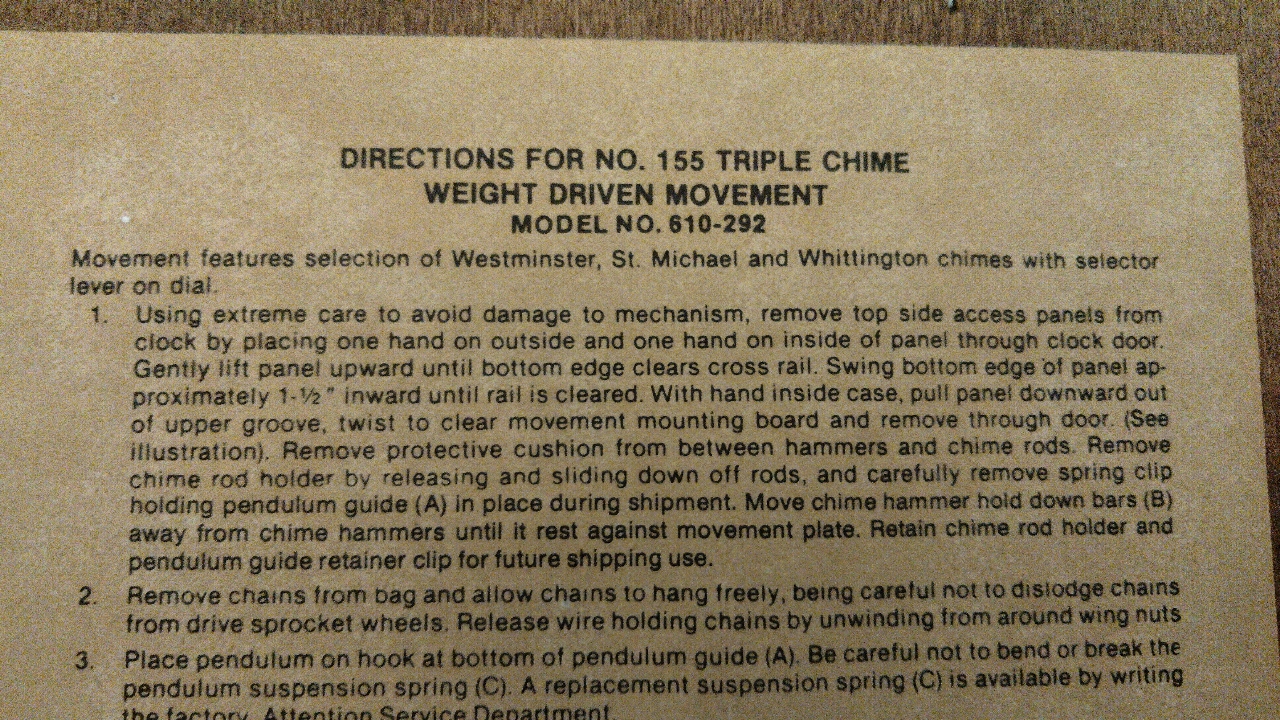 DIRECTIONS FOR NO. 155 TRIPLE CHIME
WEIGHT DRIVEN MOVEMENT
MODEL NO. 610-292
Movement features selection of Westminster, St. Michael and Whittington chimes with selector
lever on dial.
1. Using extreme care to avoid damage to mechanism, remove top side access panels from
clock by placing one hand on outside and one hand on inside of panel through clock door.
Gently lift panel upward until bottom edge clears cross rail. Swing bottom edge of panel ap-
proximately 1-½" inward until rail is cleared. With hand inside case, pull panel downward out
of upper groove, twist to clear movement mounting board and remove through door. (See
illustration). Remove protective cushion from between hammers and chime rods. Remove
chime rod holder by releasing and sliding down off rods, and carefully remove spring clip
holding pendulum guide (A) in place during shipment. Move chime hammer hold down bars (B)
away from chime hammers until it rest against movement plate. Retain chime rod holder and
pendulum guide retainer clip for future shipping use.
2. Remove chains from bag and allow chains to hang freely, being careful not to dislodge chains
from drive sprocket wheels. Release wire holding chains by unwinding from around wing nuts
3. Place pendulum on hook at bottom of pendulum guide (A). Be careful not to bend or break the
pendulum suspension spring (C). A replacement suspension spring (C) is available by writing
the factory, Attention Service Department.